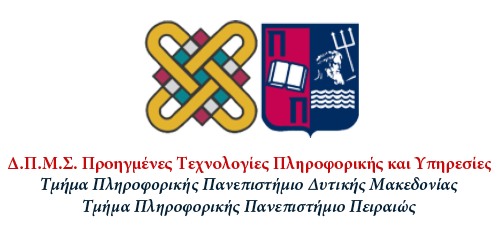 Π
Π
Δ.Π.Μ.Σ. Προηγμένες Τεχνολογίες Πληροφορικής και Υπηρεσίες
Τμήμα Πληροφορικής Πανεπιστήμιο Δυτικής Μακεδονίας
Τμήμα Πληροφορικής Πανεπιστήμιο Πειραιώς